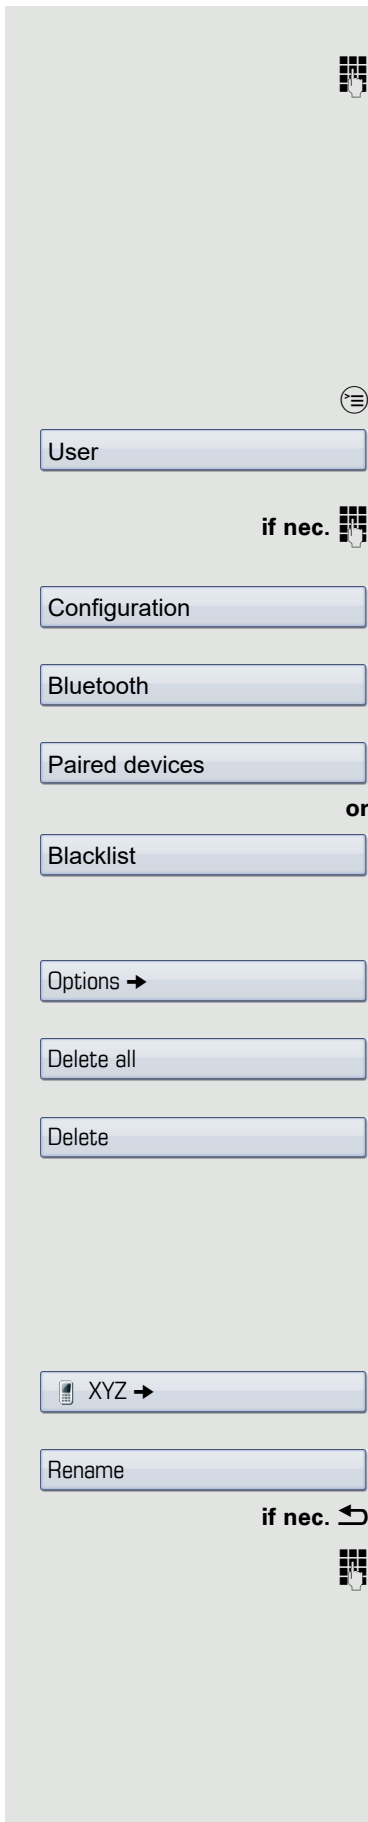 User
if nec.
Configuration
Bluetooth
Paired devices
or
Blacklist
Options →
Delete all
Delete
XYZ →
Rename
if nec.